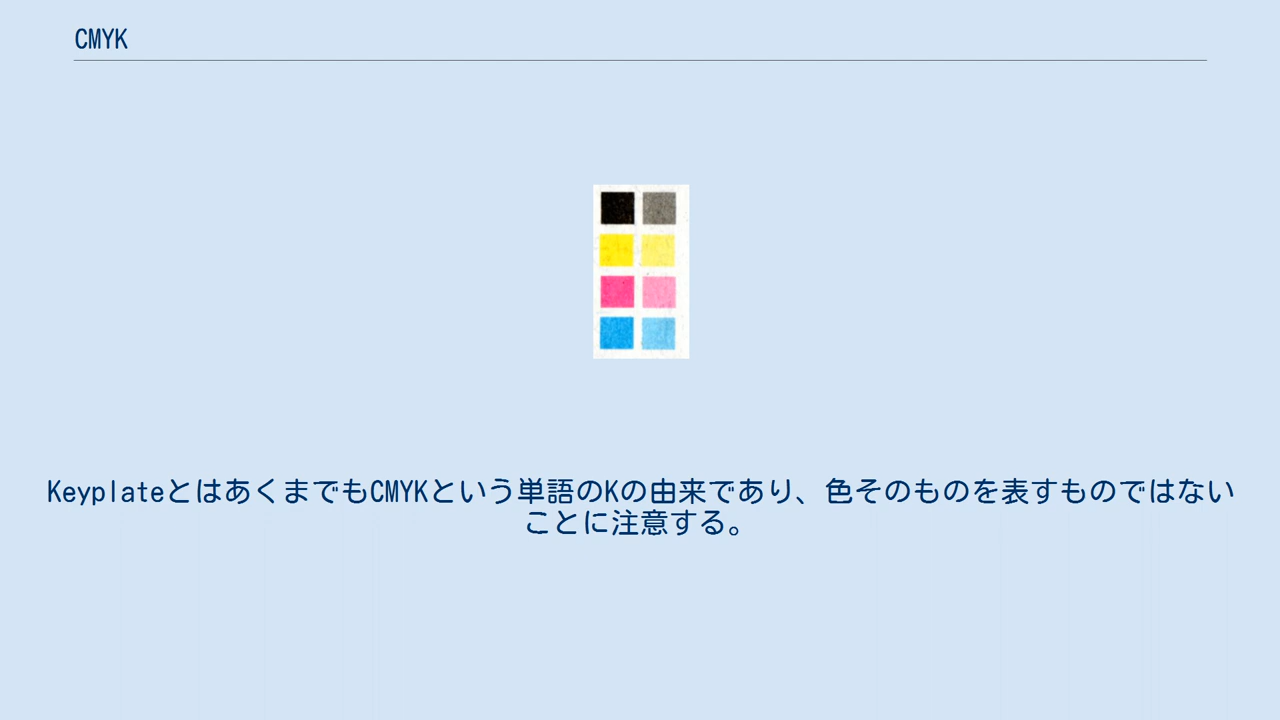 CMYK
KeyplateとはあくまでもCMYKという単語のKの由来であり、色そのものを表すものではない
ことに注意する。